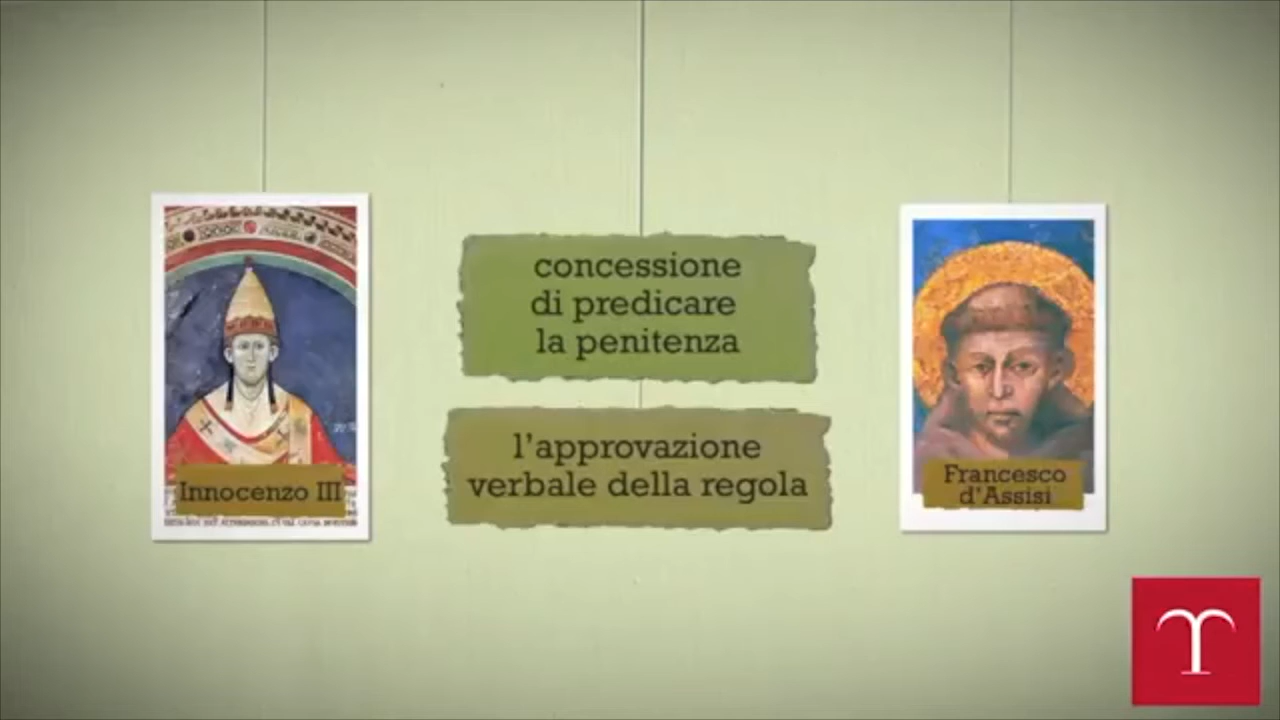 Innocenzo III
concessione
di predicare
la penitenza
l'approvazione
verbale della regola
Francesco
d'Assisi